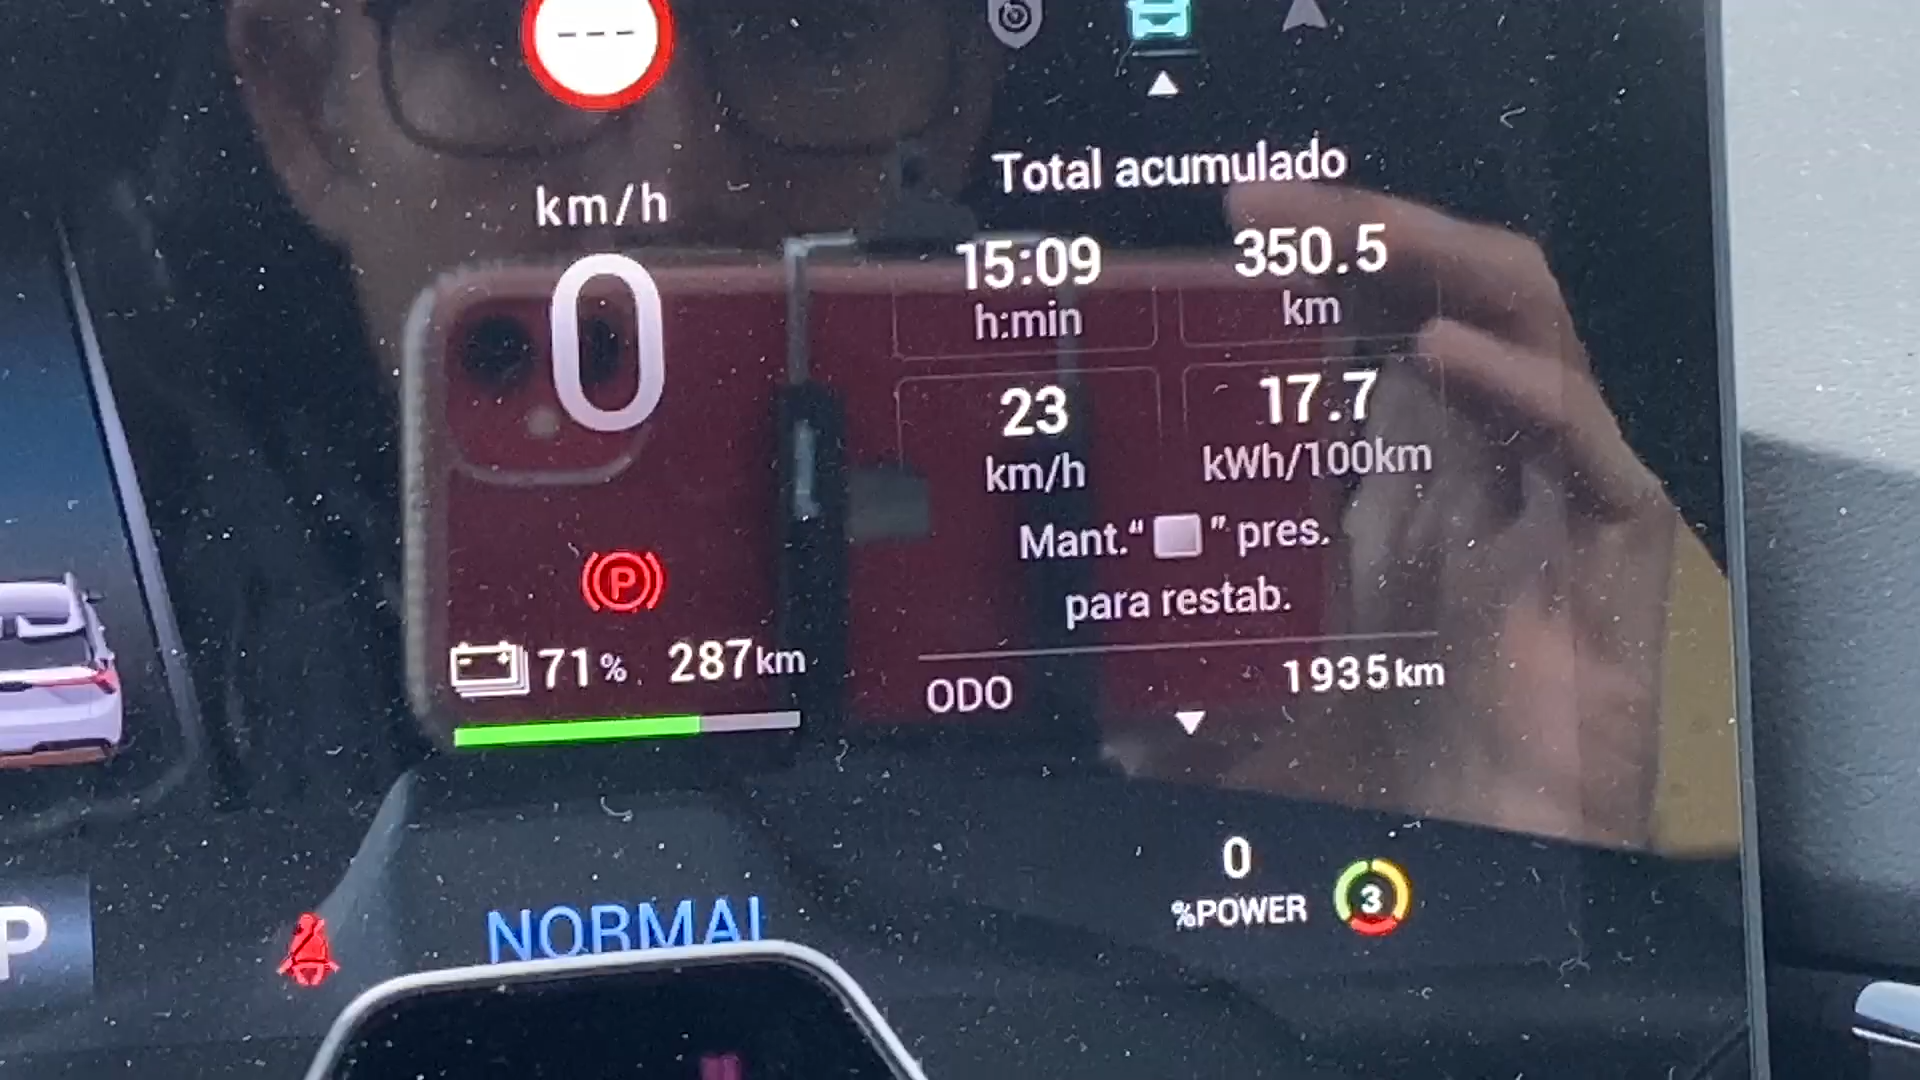 ---
km/h
0
Total acumulado
15:09
h:min
350.5
km
23
km/h
17.7
kWh/100km
Mant.“ ” pres.
para restab.
P
71% 287km
ODO 1935km
0
%POWER
3
P
NORMAL